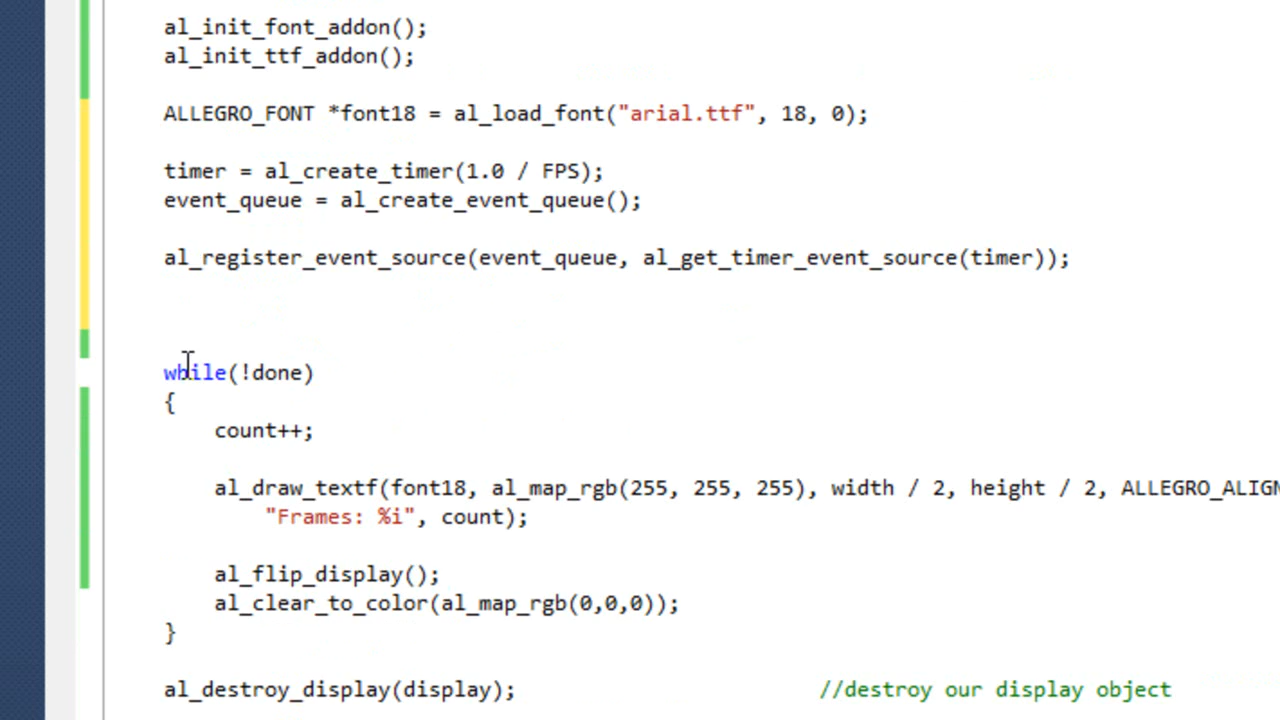 al_init_font_addon();
al_init_ttf_addon();
ALLEGRO_FONT *font18 = al_load_font("arial.ttf", 18, 0);
timer = al_create_timer(1.0 / FPS);
event_queue = al_create_event_queue();
al_register_event_source(event_queue, al_get_timer_event_source(timer));
while(!done)
{
count++;
al_draw_textf(font18, al_map_rgb(255, 255, 255), width / 2, height / 2, ALLEGRO_ALIGN
"Frames: %i", count);
al_flip_display();
al_clear_to_color(al_map_rgb(0,0,0));
}
al_destroy_display(display); //destroy our display object